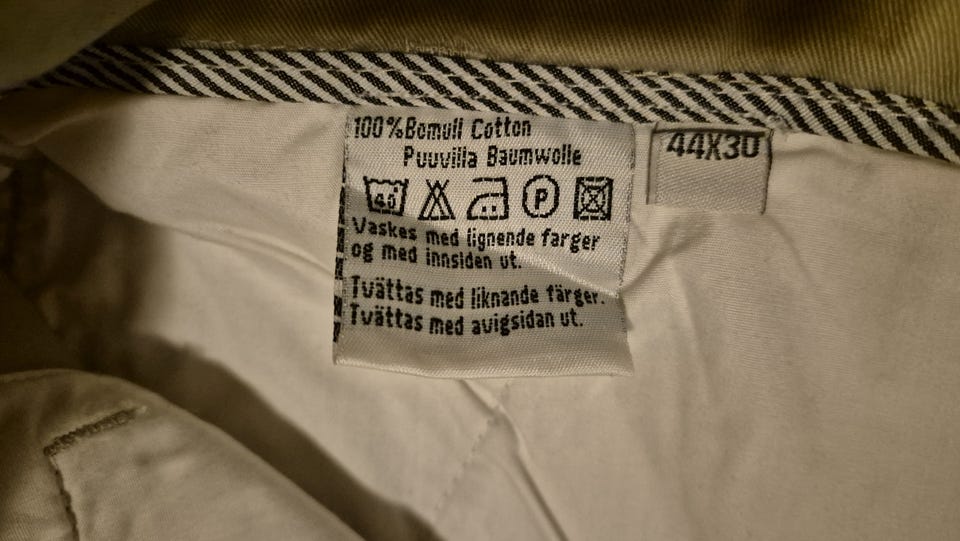 100% Bomull Cotton
Puuvilla Baumwolle
40 P
Vaskes med lignende farger
og med innsiden ut.
Tvättas med liknande färger.
Tvättas med avigsidan ut.
44X30